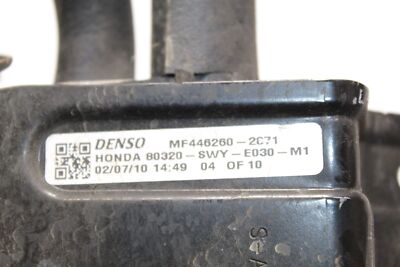 DENSO MF446260-2C71
HONDA 80320-SWY-E030-M1
02/07/10 14:49 04 OF 10